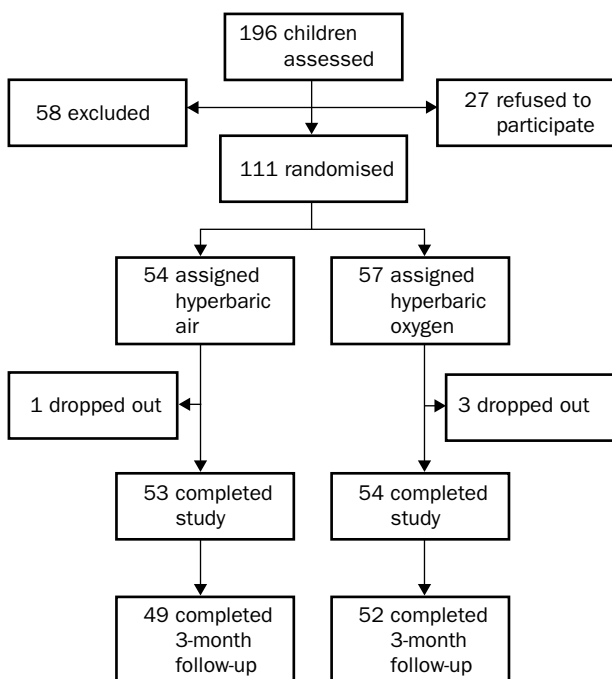 196 children
assessed
58 excluded
27 refused to
participate
111 randomised
54 assigned
hyperbaric
air
57 assigned
hyperbaric
oxygen
1 dropped out
3 dropped out
53 completed
study
54 completed
study
49 completed
3-month
follow-up
52 completed
3-month
follow-up